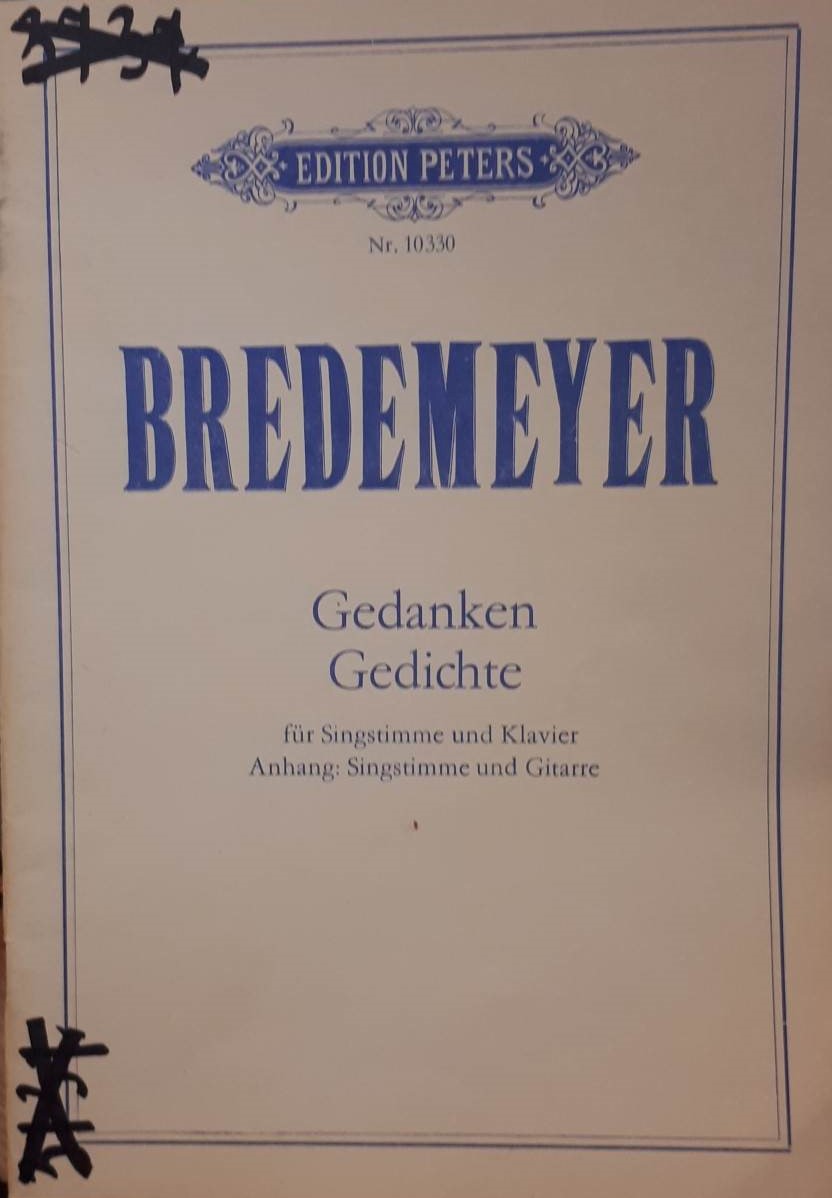 EDITION PETERS
Nr. 10330
BREDEMEYER
Gedanken
Gedichte
für Singstimme und Klavier
Anhang: Singstimme und Gitarre